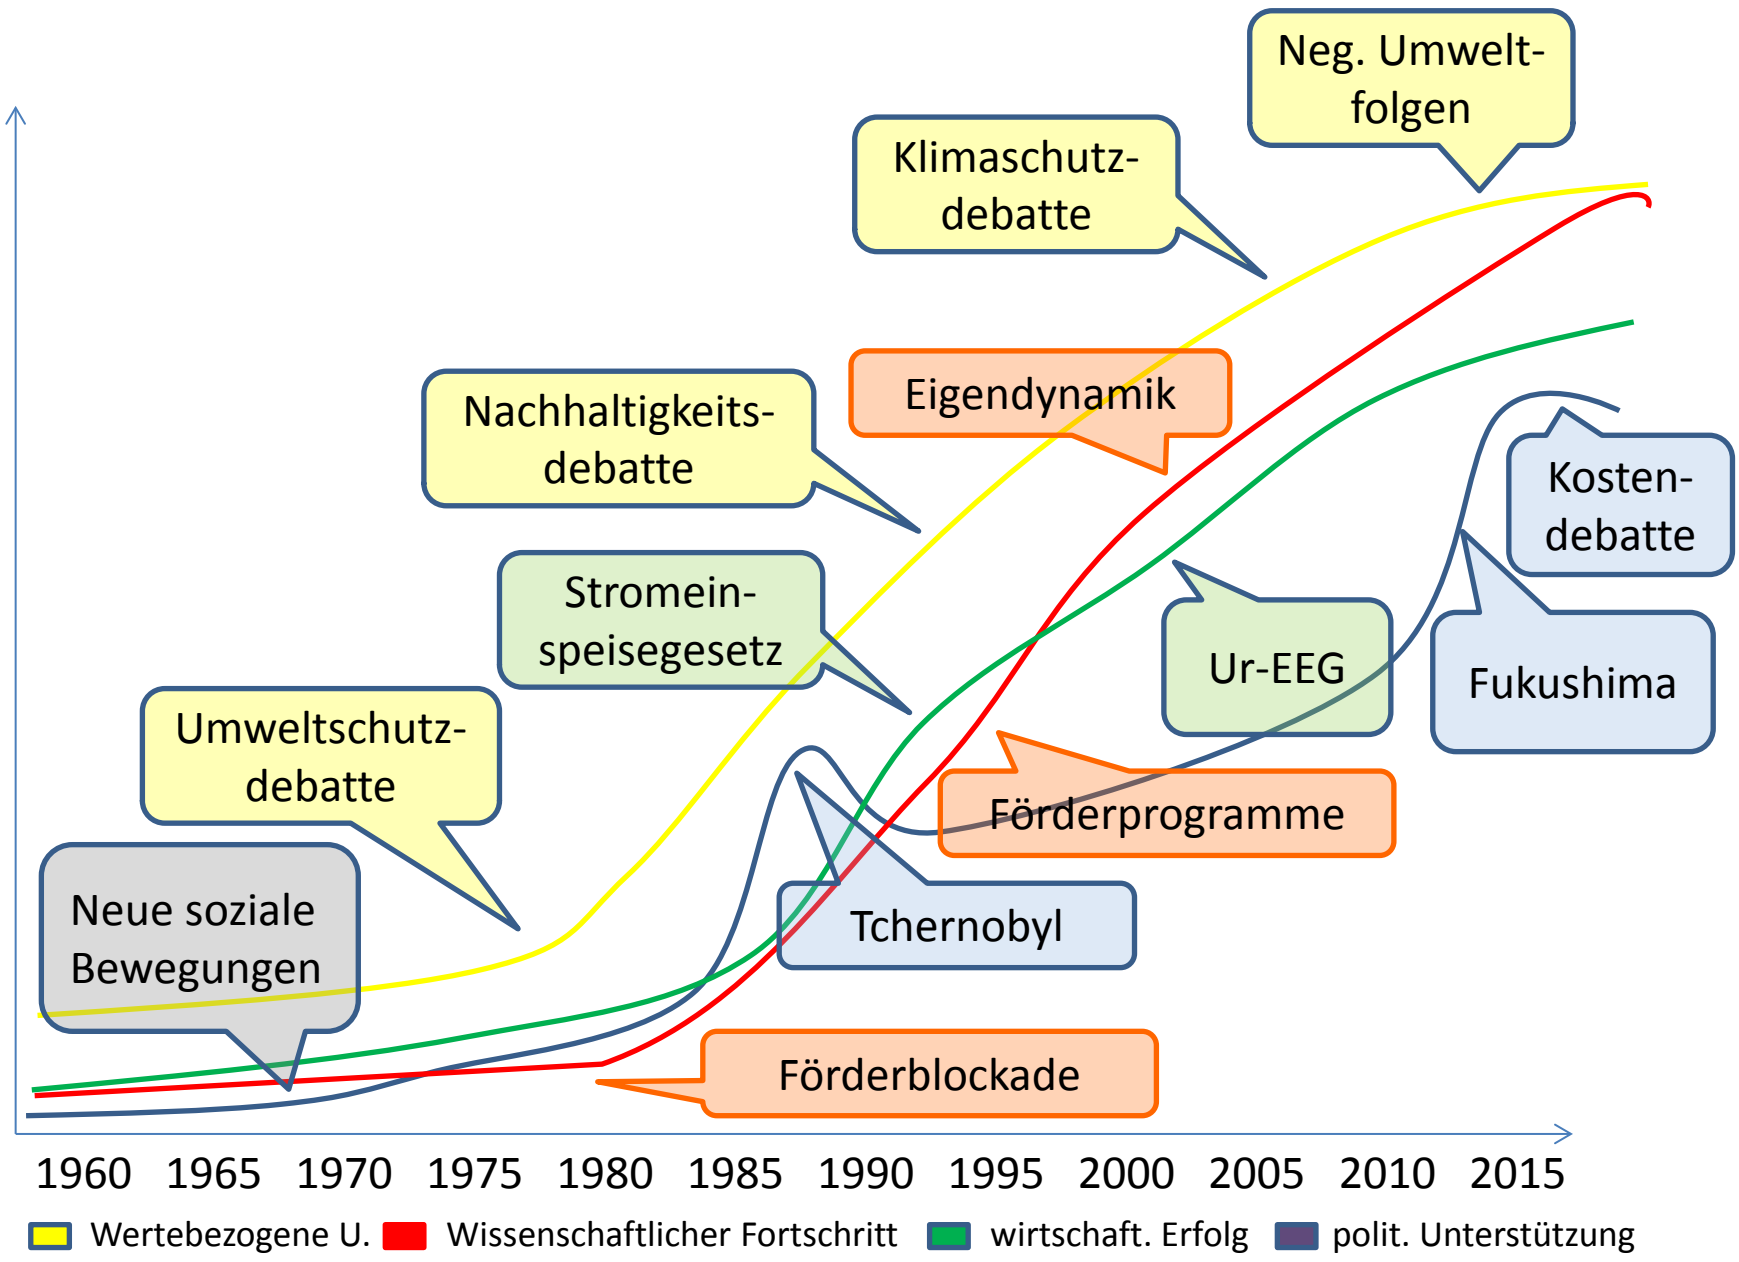 Neg. Umwelt-
folgen
Klimaschutz-
debatte
Eigendynamik
Nachhaltigkeits-
debatte
Kosten-
debatte
Stromein-
speisegesetz
Ur-EEG
Fukushima
Umweltschutz-
debatte
Förderprogramme
Neue soziale
Bewegungen
Tchernobyl
Förderblockade
1960 1965 1970 1975 1980 1985 1990 1995 2000 2005 2010 2015
Wertebezogene U. Wissenschaftlicher Fortschritt wirtschaft. Erfolg polit. Unterstützung